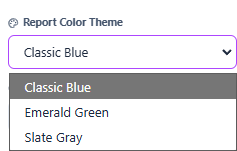 Report Color Theme
Classic Blue
Classic Blue
Emerald Green
Slate Gray